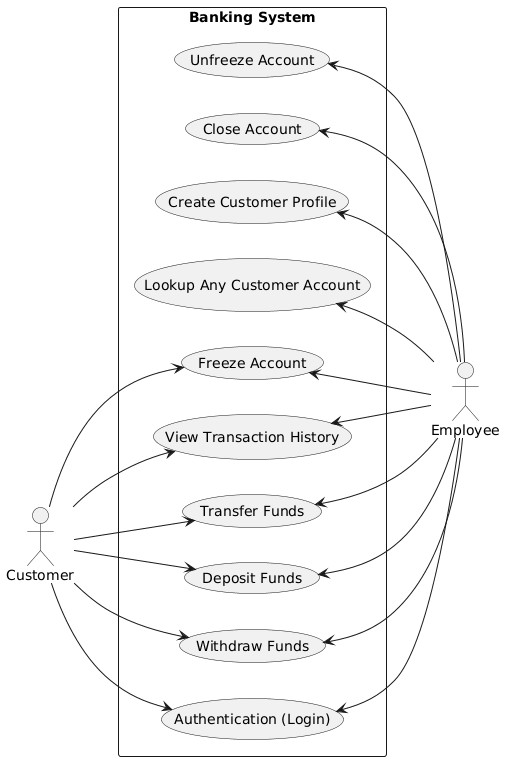 Banking System
Unfreeze Account
Close Account
Create Customer Profile
Lookup Any Customer Account
Freeze Account
Employee
View Transaction History
Transfer Funds
Customer
Deposit Funds
Withdraw Funds
Authentication (Login)